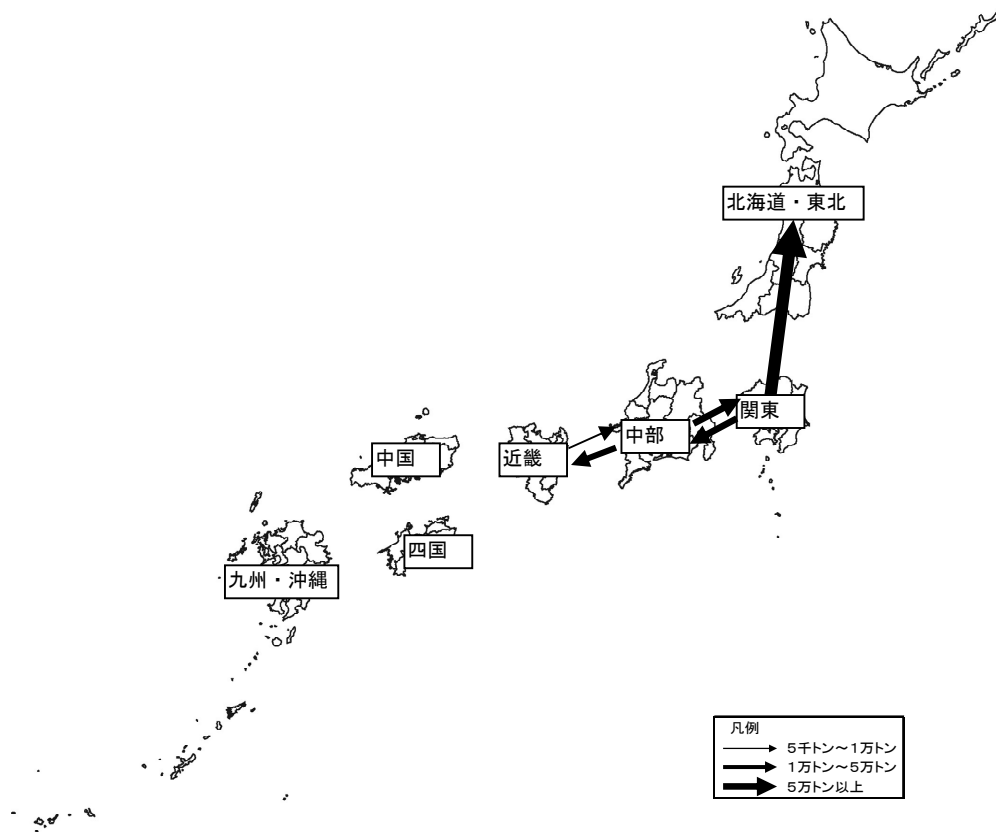 北海道・東北
関東
中部
近畿
中国
四国
九州・沖縄
凡例
５千トン～１万トン
１万トン～５万トン
５万トン以上